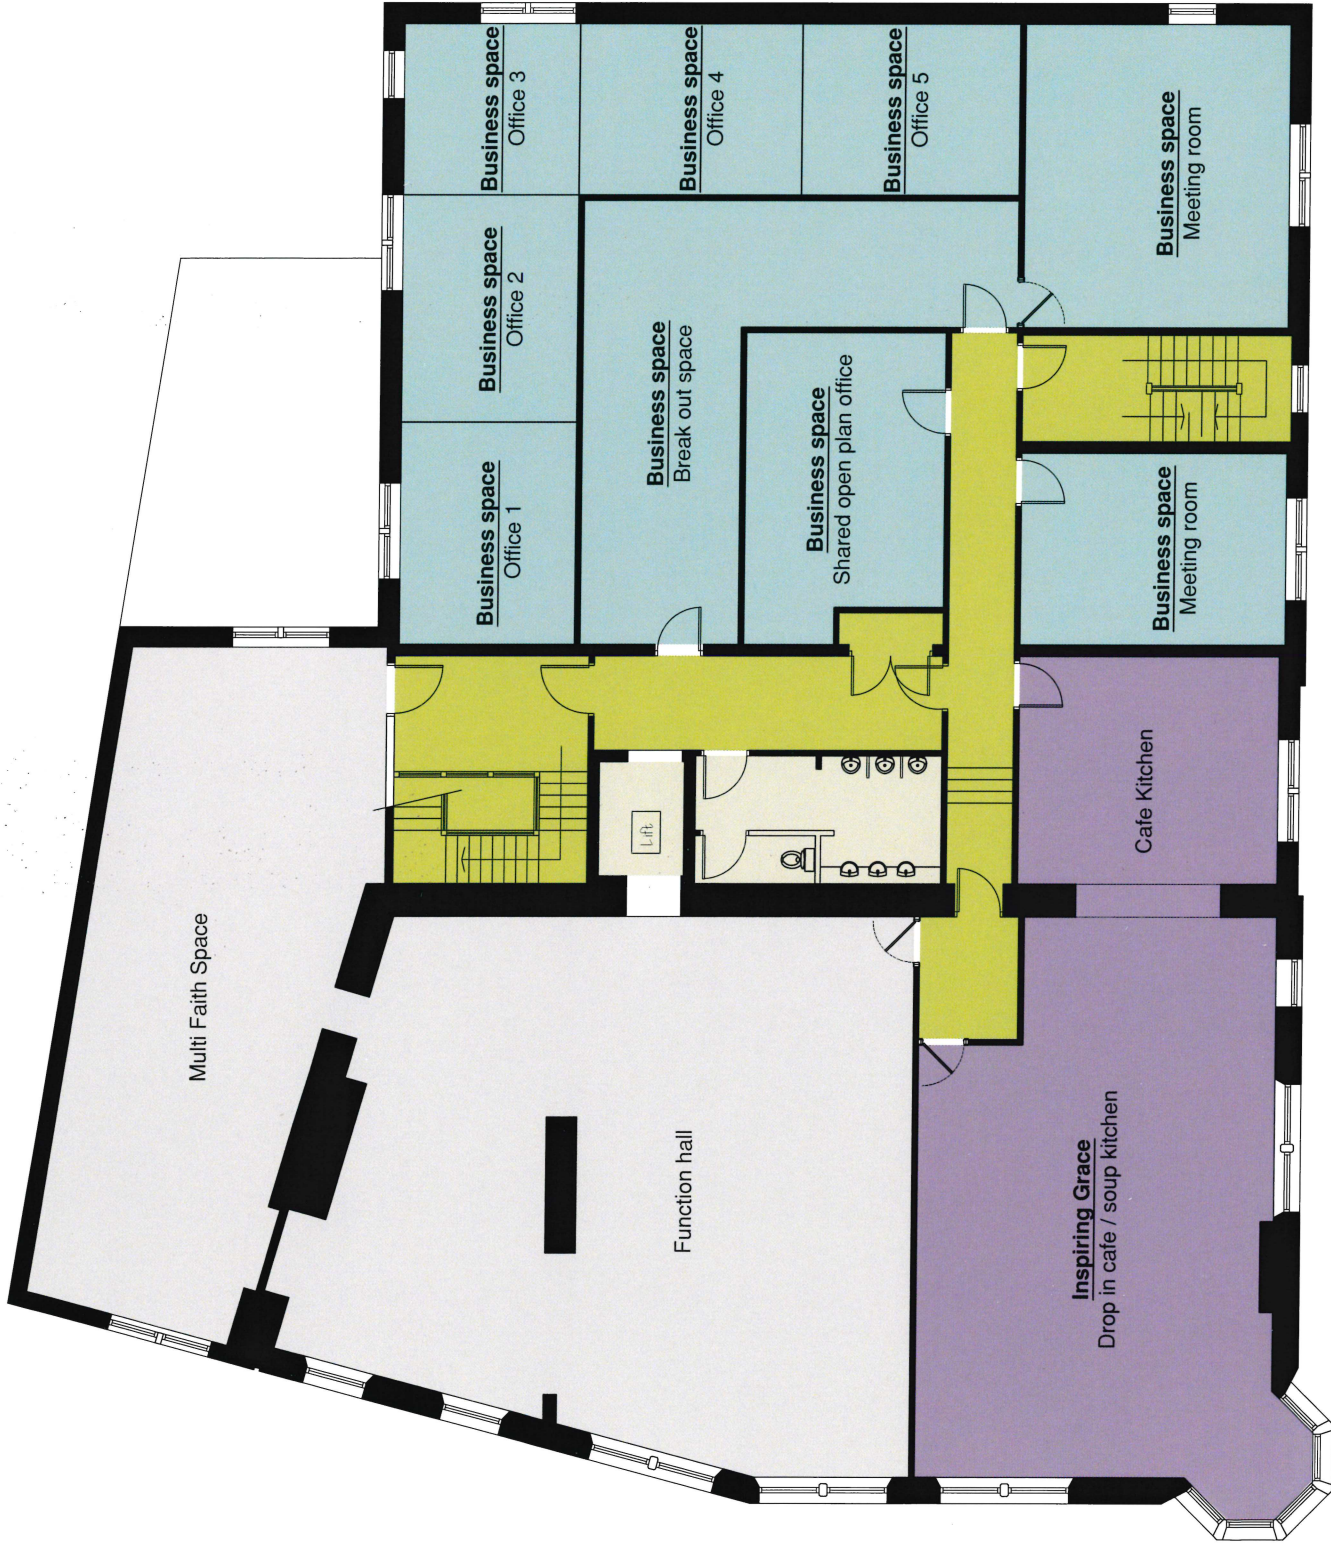 Business space
Office 3
Business space
Office 4
Business space
Office 5
Business space
Meeting room
Business space
Office 2
Business space
Break out space
Business space
Shared open plan office
Business space
Office 1
Business space
Meeting room
Lift
Cafe Kitchen
Multi Faith Space
Function hall
Inspiring Grace
Drop in cafe / soup kitchen